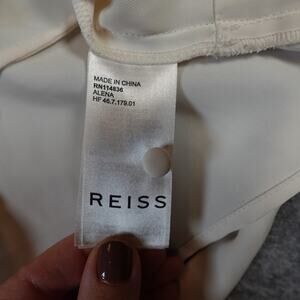 MADE IN CHINA
RN114836
ALENA
HF 46.7.179.01
REISS